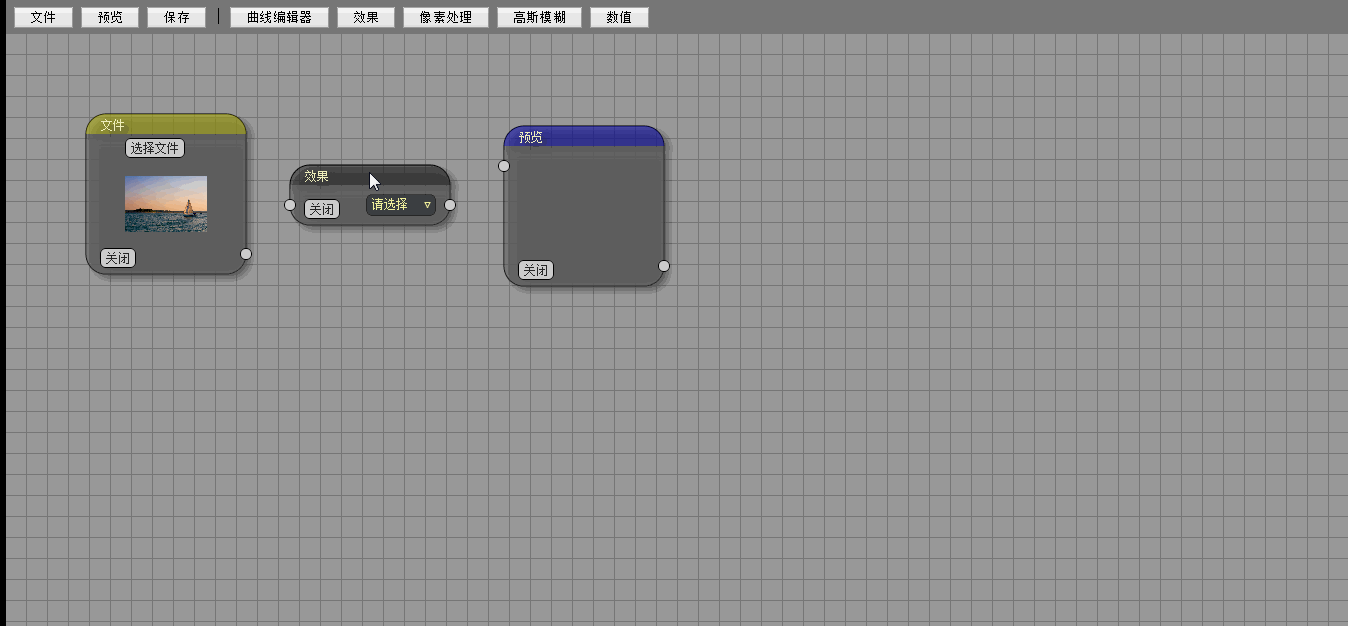 文件 预览 保存 曲线编辑器 效果 像素处理 高斯模糊 数值
文件
选择文件
关闭
效果
关闭 请选择
预览
关闭